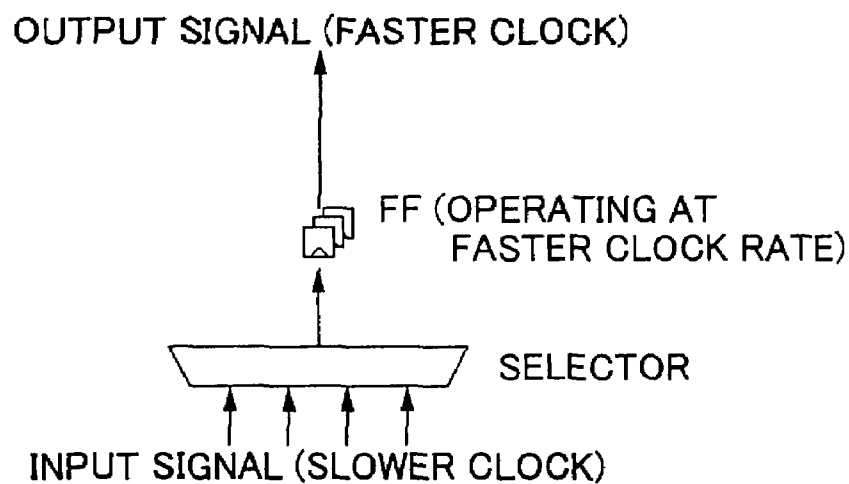 OUTPUT SIGNAL (FASTER CLOCK)
FF (OPERATING AT
FASTER CLOCK RATE)
SELECTOR
INPUT SIGNAL (SLOWER CLOCK)